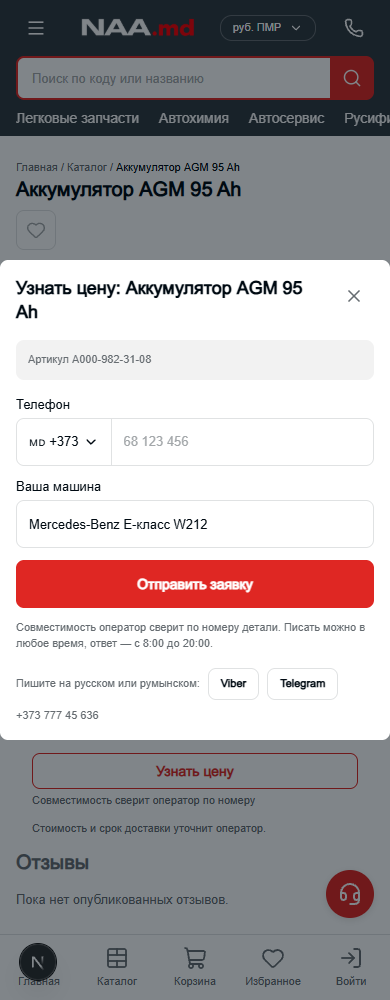 NAA.md
руб. ПМР
Поиск по коду или названию
Легковые запчасти Автохимия Автосервис Русифи
Главная / Каталог / Аккумулятор AGM 95 Ah
Аккумулятор AGM 95 Ah
Узнать цену: Аккумулятор AGM 95
Ah
Артикул A000-982-31-08
Телефон
MD +373 68 123 456
Ваша машина
Mercedes-Benz E-класс W212
Отправить заявку
Совместимость оператор сверит по номеру детали. Писать можно в
любое время, ответ — с 8:00 до 20:00.
Пишите на русском или румынском: Viber Telegram
+373 777 45 636
Узнать цену
Совместимость сверит оператор по номеру
Стоимость и срок доставки уточнит оператор.
Отзывы
Пока нет опубликованных отзывов.
N
Главная Каталог Корзина Избранное Войти